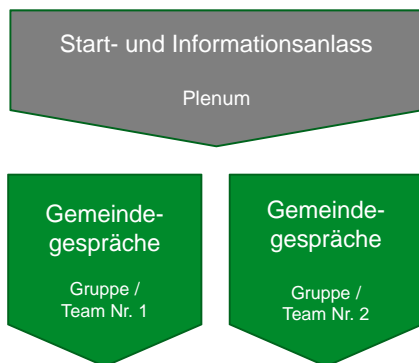 Start- und Informationsanlass
Plenum
Gemeinde-
gespräche
Gruppe /
Team Nr. 1
Gemeinde-
gespräche
Gruppe /
Team Nr. 2